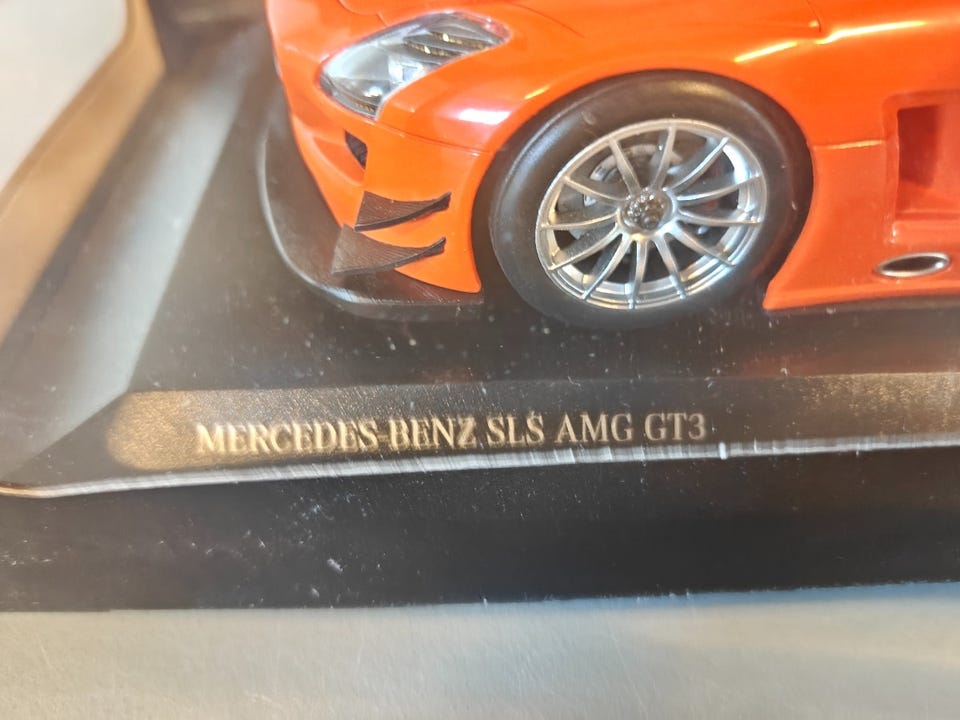 MERCEDES-BENZ SLS AMG GT3